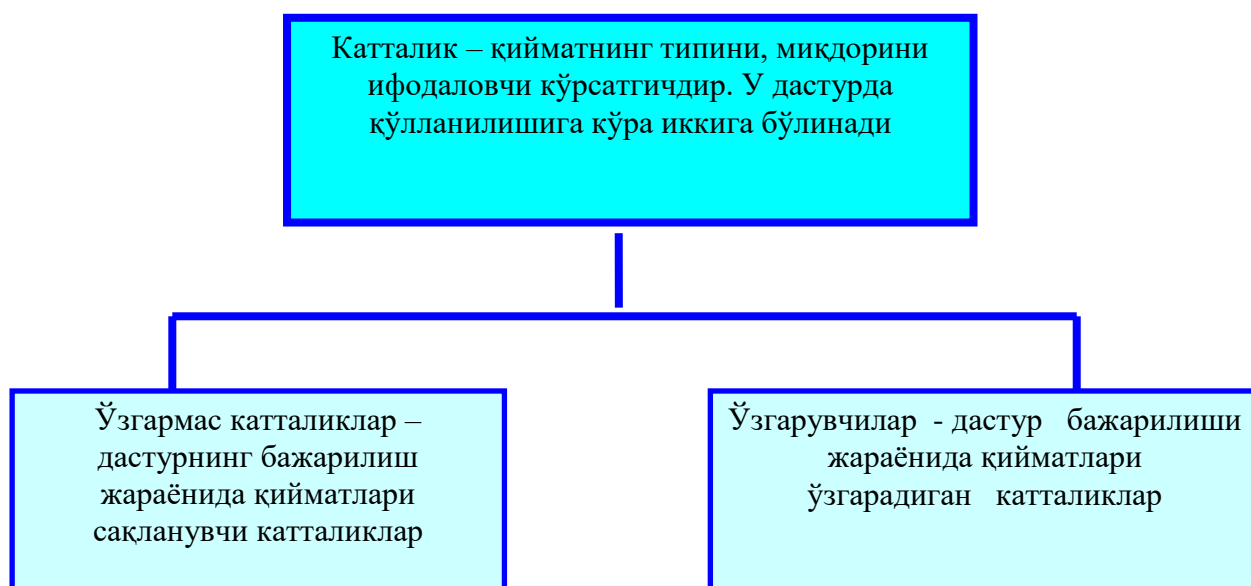 Катталик – қийматнинг типини, миқдорини
ифодаловчи кўрсатгичдир. У дастурда
қўлланилишига кўра иккига бўлинади
Ўзгармас катталиклар –
дастурнинг бажарилиш
жараёнида қийматлари
сақланувчи катталиклар
Ўзгарувчилар - дастур бажарилиши
жараёнида қийматлари
ўзгарадиган катталиклар